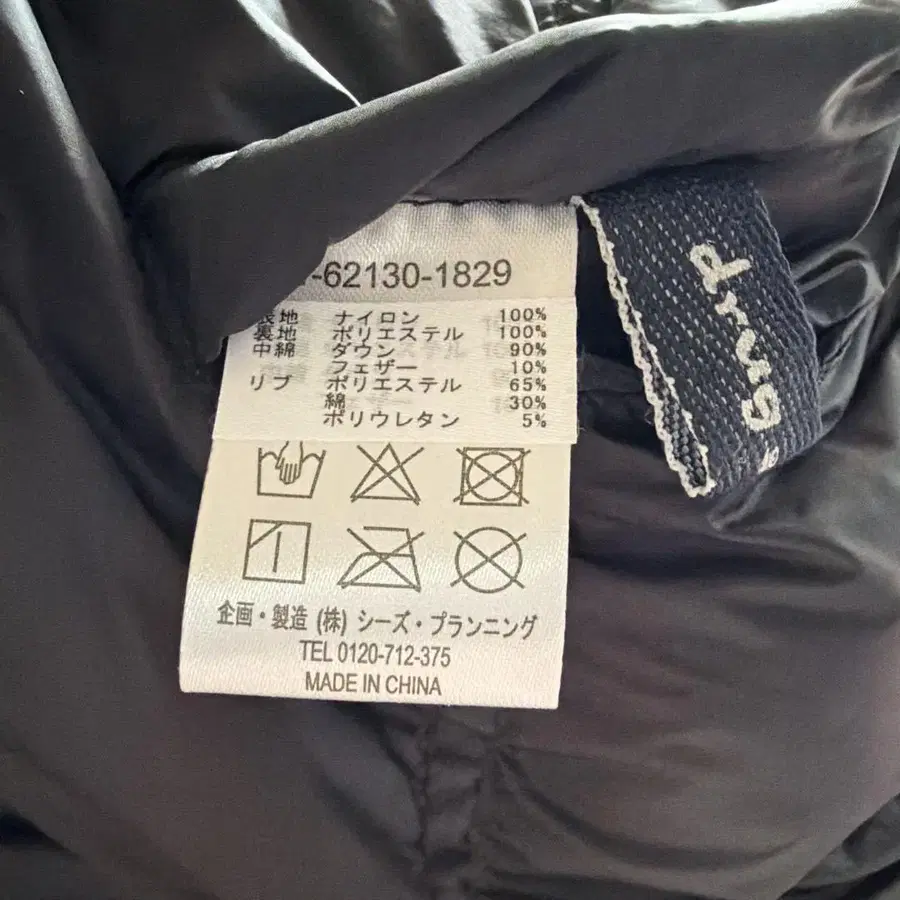 -62130-1829
表地 ナイロン 100%
裏地 ポリエステル 100%
中綿 ダウン 90%
フェザー 10%
リブ ポリエステル 65%
綿 30%
ポリウレタン 5%
企画・製造 (株) シーズ・プランニング
TEL 0120-712-375
MADE IN CHINA